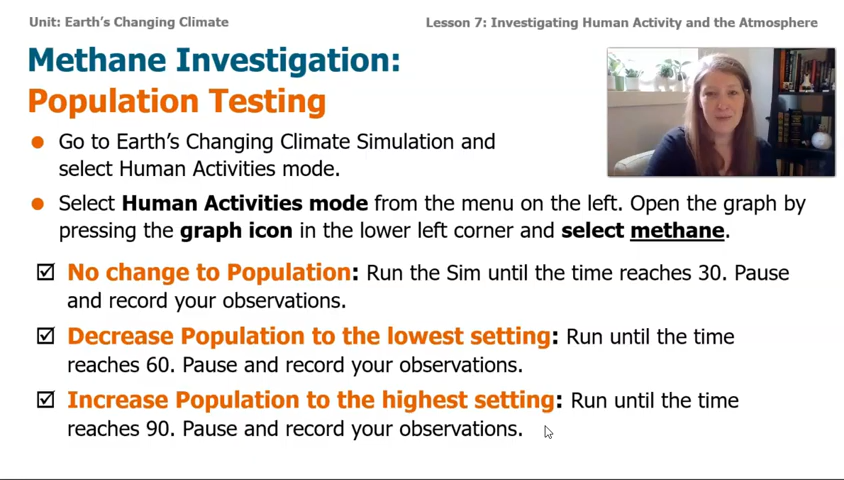 Unit: Earth's Changing Climate
Lesson 7: Investigating Human Activity and the Atmosphere
Methane Investigation:
Population Testing
Go to Earth's Changing Climate Simulation and
select Human Activities mode.
Select Human Activities mode from the menu on the left. Open the graph by
pressing the graph icon in the lower left corner and select methane.
No change to Population: Run the Sim until the time reaches 30. Pause
and record your observations.
Decrease Population to the lowest setting: Run until the time
reaches 60. Pause and record your observations.
Increase Population to the highest setting: Run until the time
reaches 90. Pause and record your observations.